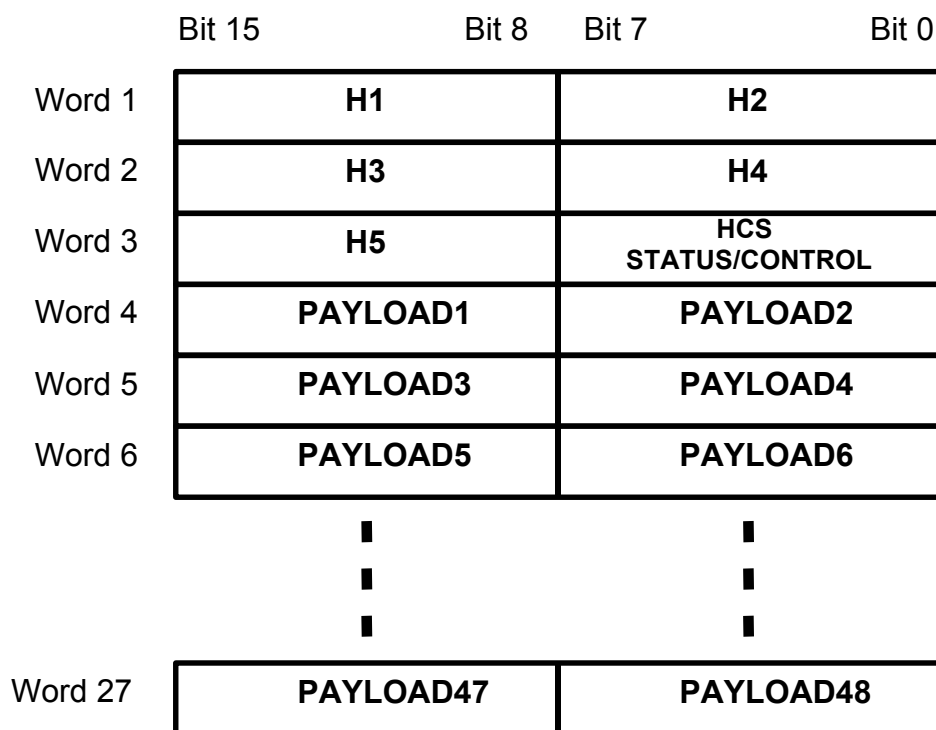 Bit 15 Bit 8 Bit 7 Bit 0
Word 1 H1 H2
Word 2 H3 H4
Word 3 H5 HCS
STATUS/CONTROL
Word 4 PAYLOAD1 PAYLOAD2
Word 5 PAYLOAD3 PAYLOAD4
Word 6 PAYLOAD5 PAYLOAD6
Word 27 PAYLOAD47 PAYLOAD48